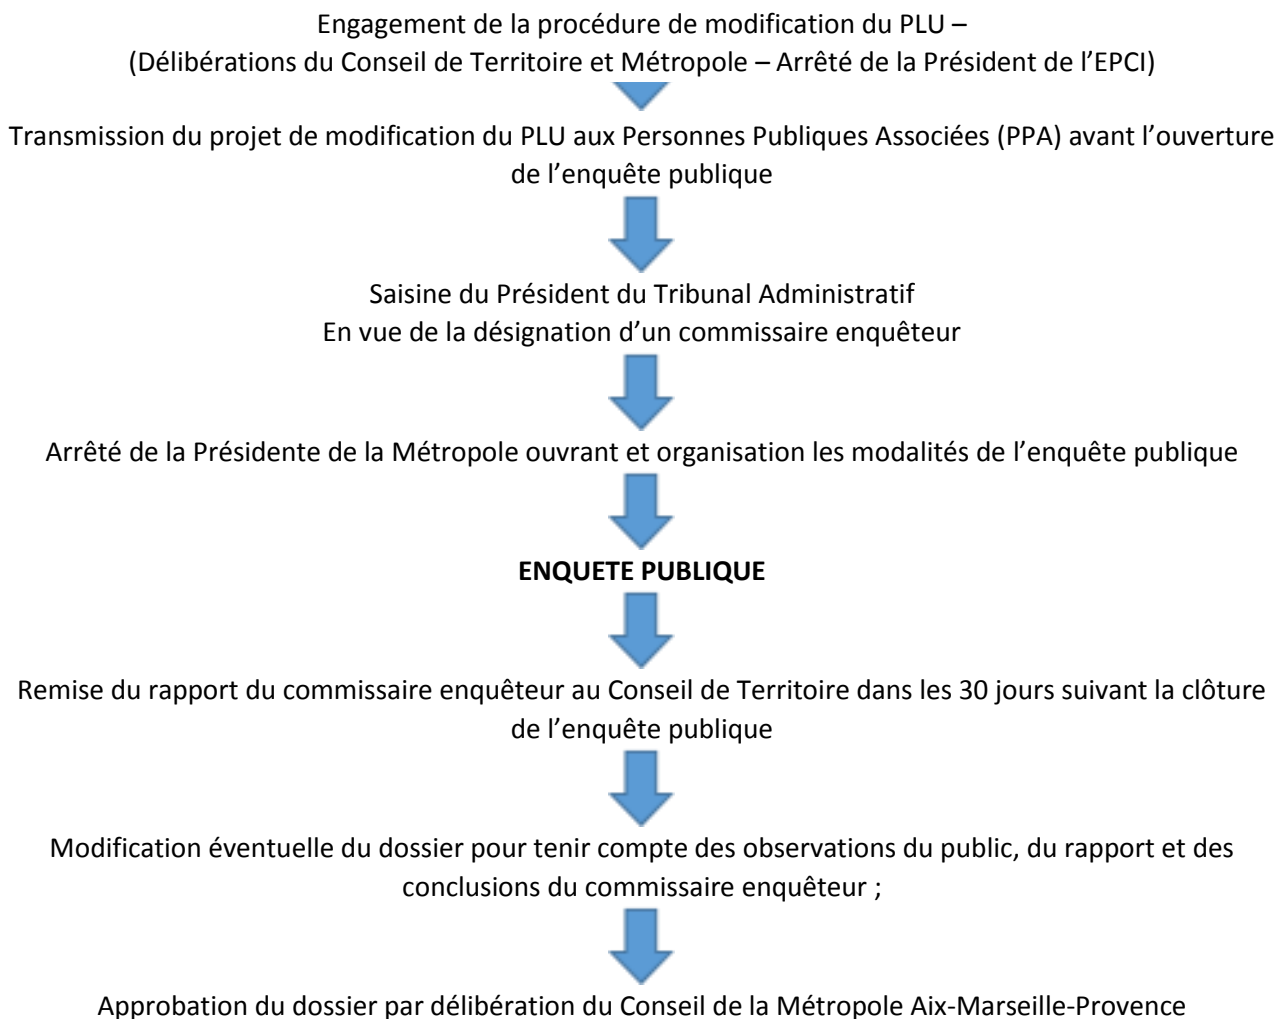 Engagement de la procédure de modification du PLU –
(Délibérations du Conseil de Territoire et Métropole – Arrêté de la Président de l’EPCI)
Transmission du projet de modification du PLU aux Personnes Publiques Associées (PPA) avant l’ouverture
de l’enquête publique
Saisine du Président du Tribunal Administratif
En vue de la désignation d’un commissaire enquêteur
Arrêté de la Présidente de la Métropole ouvrant et organisation les modalités de l’enquête publique
ENQUETE PUBLIQUE
Remise du rapport du commissaire enquêteur au Conseil de Territoire dans les 30 jours suivant la clôture
de l’enquête publique
Modification éventuelle du dossier pour tenir compte des observations du public, du rapport et des
conclusions du commissaire enquêteur ;
Approbation du dossier par délibération du Conseil de la Métropole Aix-Marseille-Provence